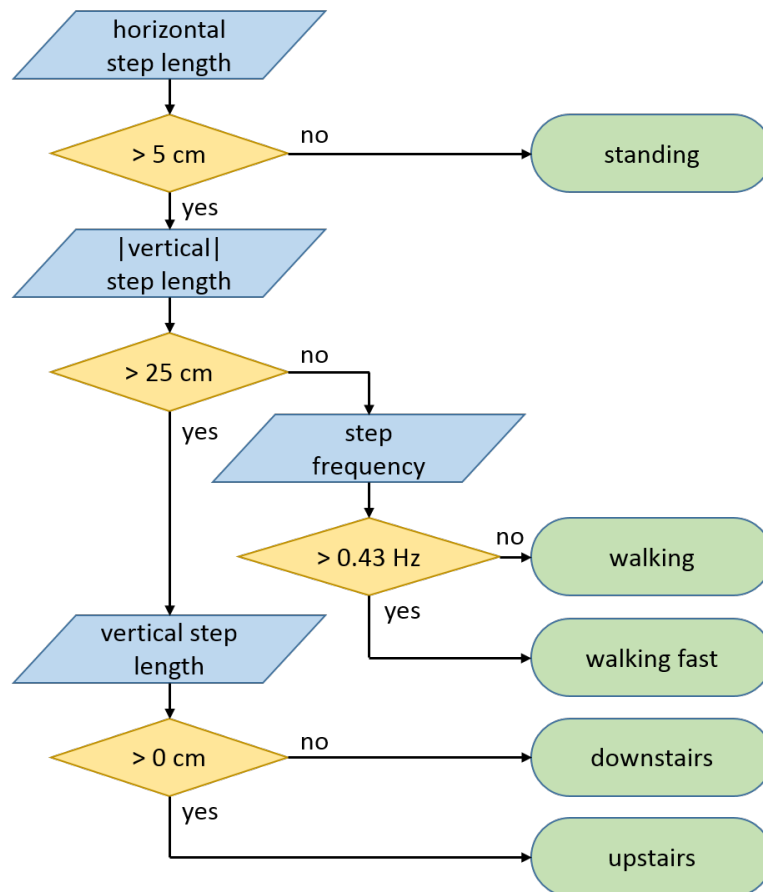 horizontal
step length
> 5 cm
no
standing
yes
|vertical|
step length
> 25 cm
no
yes
step
frequency
> 0.43 Hz
no
walking
yes
walking fast
vertical step
length
> 0 cm
no
downstairs
yes
upstairs